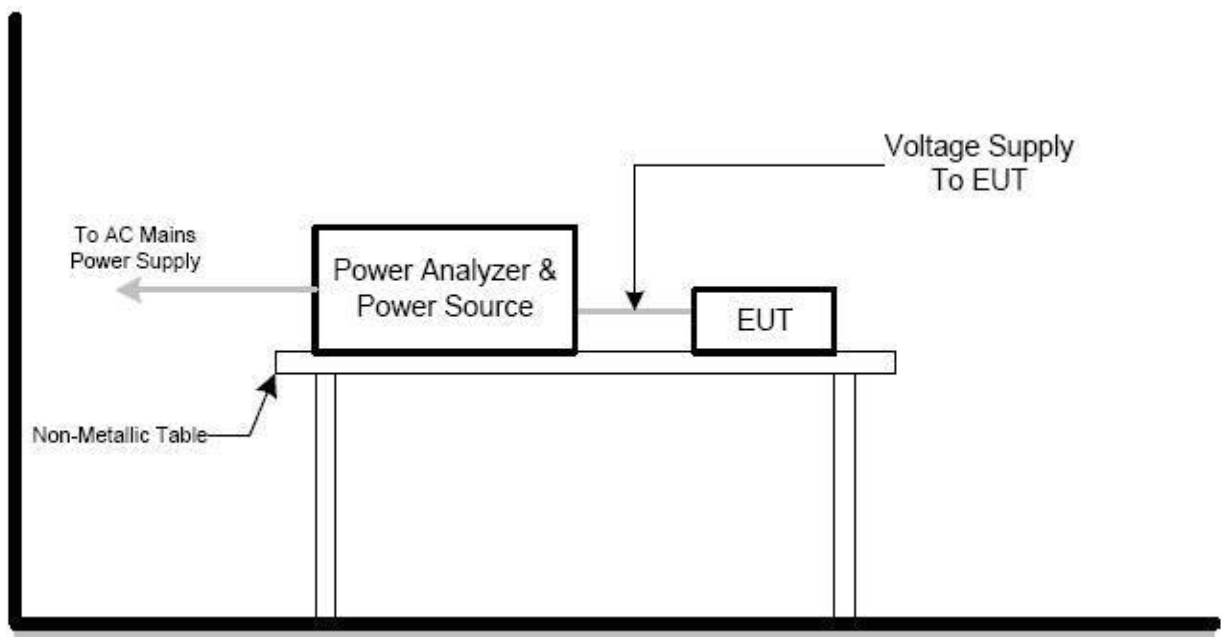 Voltage Supply
To EUT
To AC Mains
Power Supply
Power Analyzer &
Power Source
EUT
Non-Metallic Table